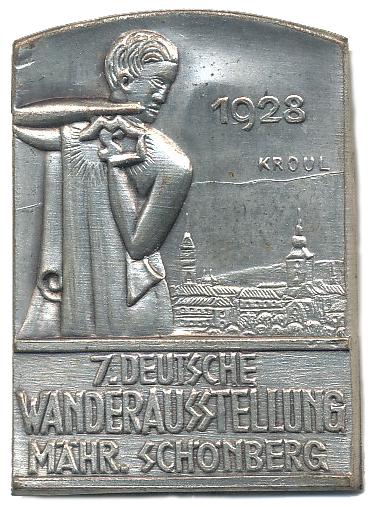 1928
KROUL
7. DEUTSCHE
WANDERAUSSTELLUNG
MÄHR. SCHÖNBERG